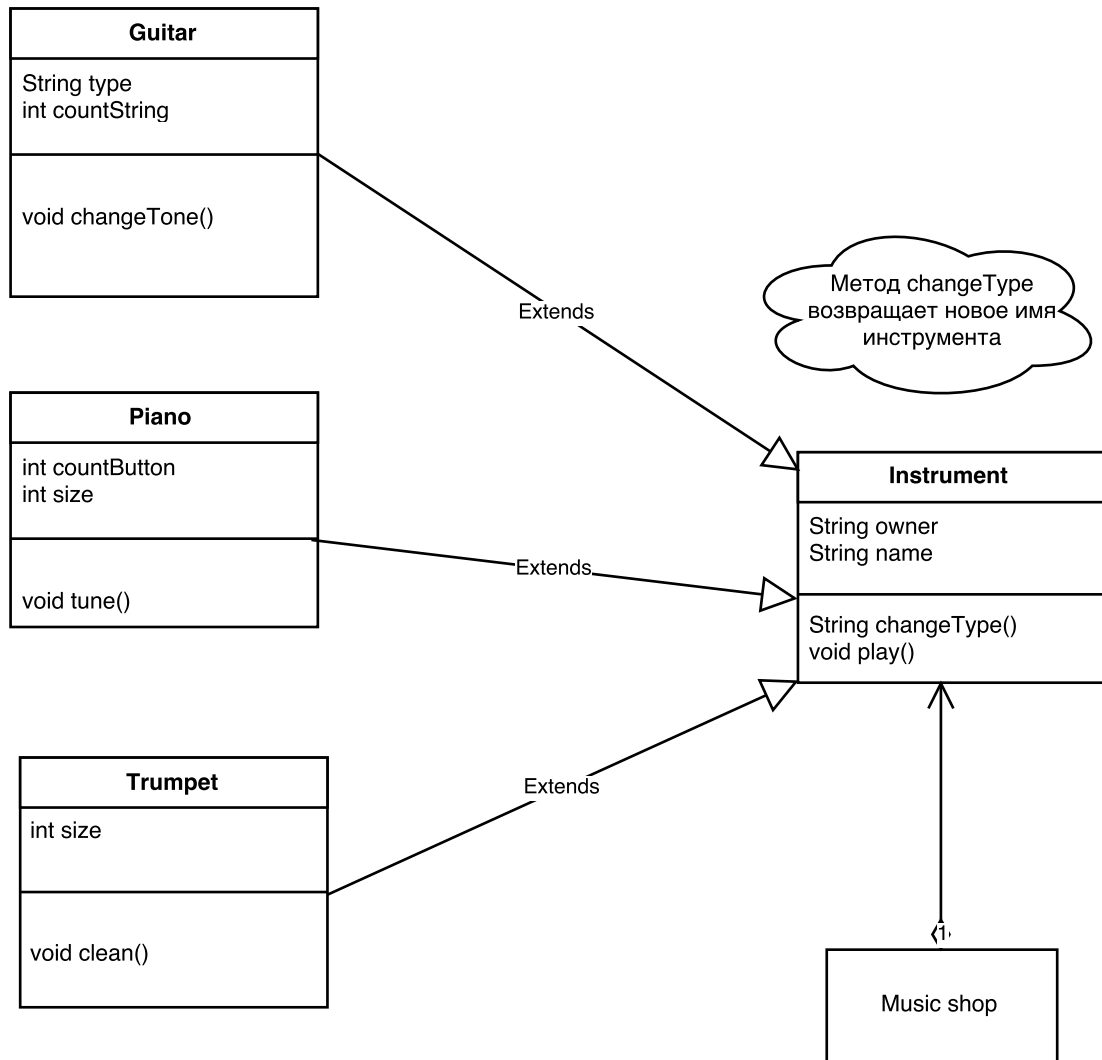 Guitar
String type
int countString
void changeTone()
Extends
Метод changeType
возвращает новое имя
инструмента
Piano
int countButton
int size
void tune()
Extends
Instrument
String owner
String name
String changeType()
void play()
Trumpet
int size
void clean()
Extends
1
Music shop